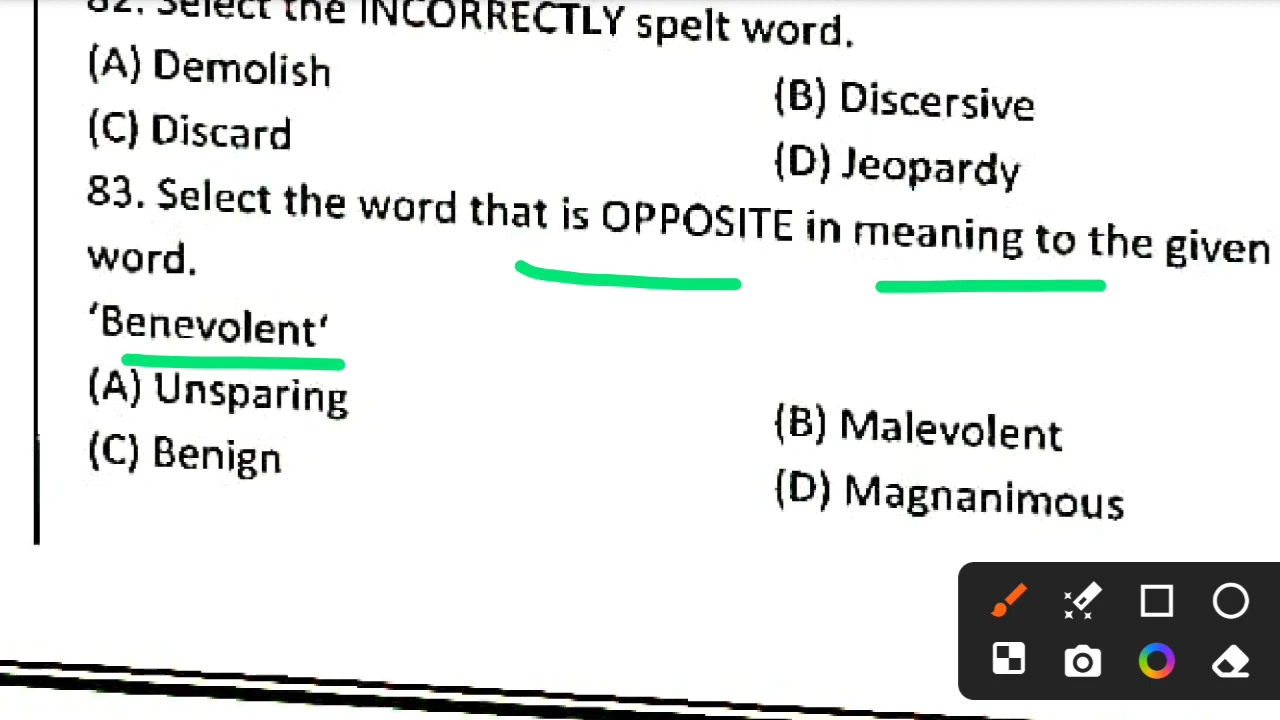 82. Select the INCORRECTLY spelt word.
(A) Demolish
(B) Discersive
(C) Discard
(D) Jeopardy
83. Select the word that is OPPOSITE in meaning to the given
word.
‘Benevolent‘
(A) Unsparing
(B) Malevolent
(C) Benign
(D) Magnanimous